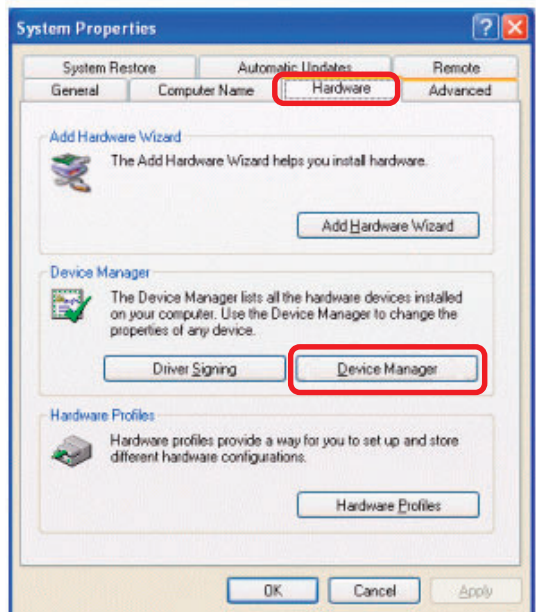 System Properties
System Restore Automatic Updates Remote
General Computer Name Hardware Advanced
Add Hardware Wizard
The Add Hardware Wizard helps you install hardware.
Add Hardware Wizard
Device Manager
The Device Manager lists all the hardware devices installed
on your computer. Use the Device Manager to change the
properties of any device.
Driver Signing Device Manager
Hardware Profiles
Hardware profiles provide a way for you to set up and store
different hardware configurations.
Hardware Profiles
OK Cancel Apply